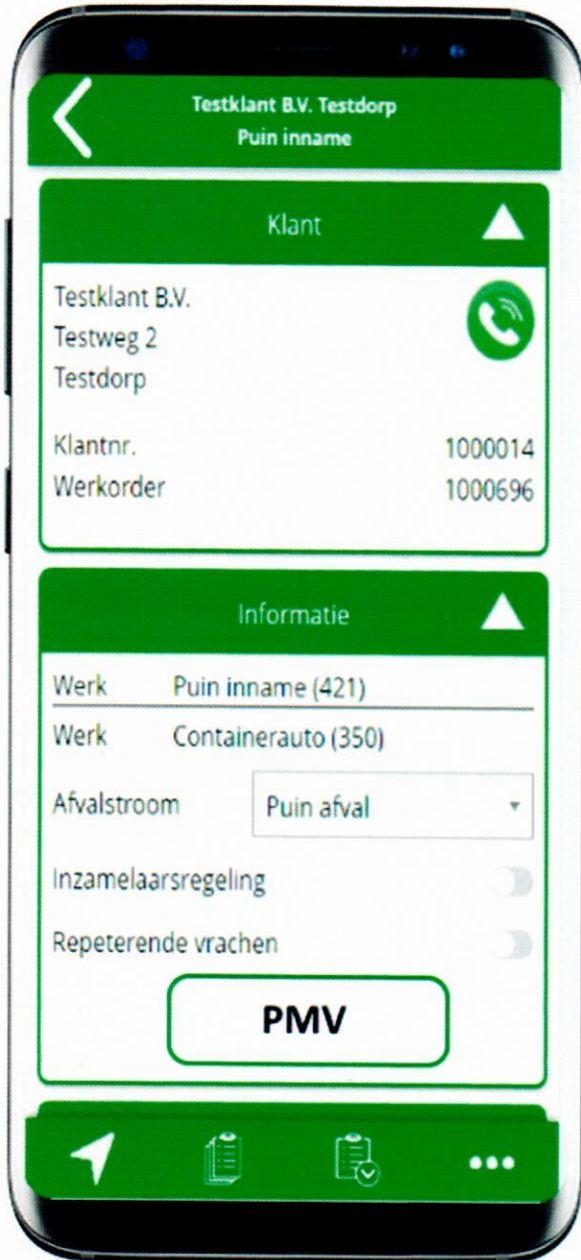 Testklant B.V. Testdorp
Puin inname
Klant
Testklant B.V.
Testweg 2
Testdorp
Klantnr. 1000014
Werkorder 1000696
Informatie
Werk Puin inname (421)
Werk Containerauto (350)
Afvalstroom Puin afval
Inzamelaarsregeling
Repeterende vrachen
PMV